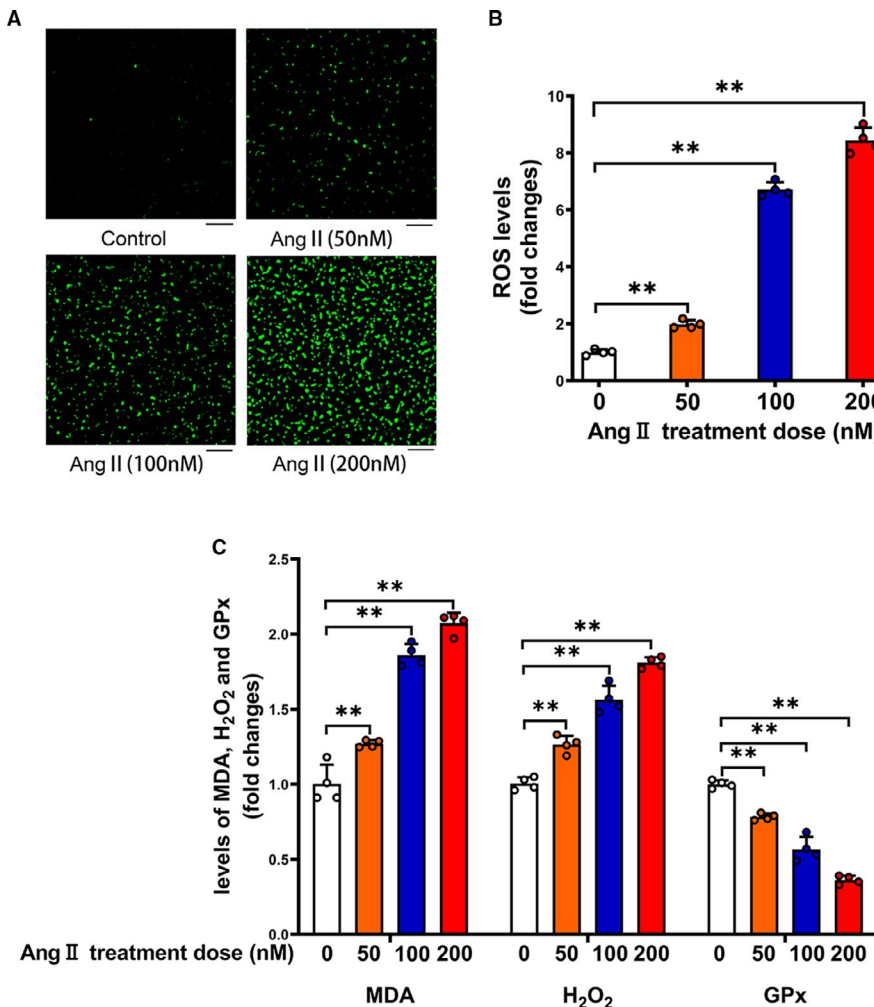 A
Control
Ang II (50nM)
Ang II (100nM)
Ang II (200nM)
B
ROS levels
(fold changes)
10
8
6
4
2
0
**
**
**
0 50 100 200
Ang II treatment dose (nM
C
levels of MDA, H₂O₂ and GPx
(fold changes)
2.5
2.0
1.5
1.0
0.5
0.0
**
**
**
**
**
**
**
**
**
Ang II treatment dose (nM) 0 50 100 200 0 50 100 200 0 50 100 200
MDA H₂O₂ GPx